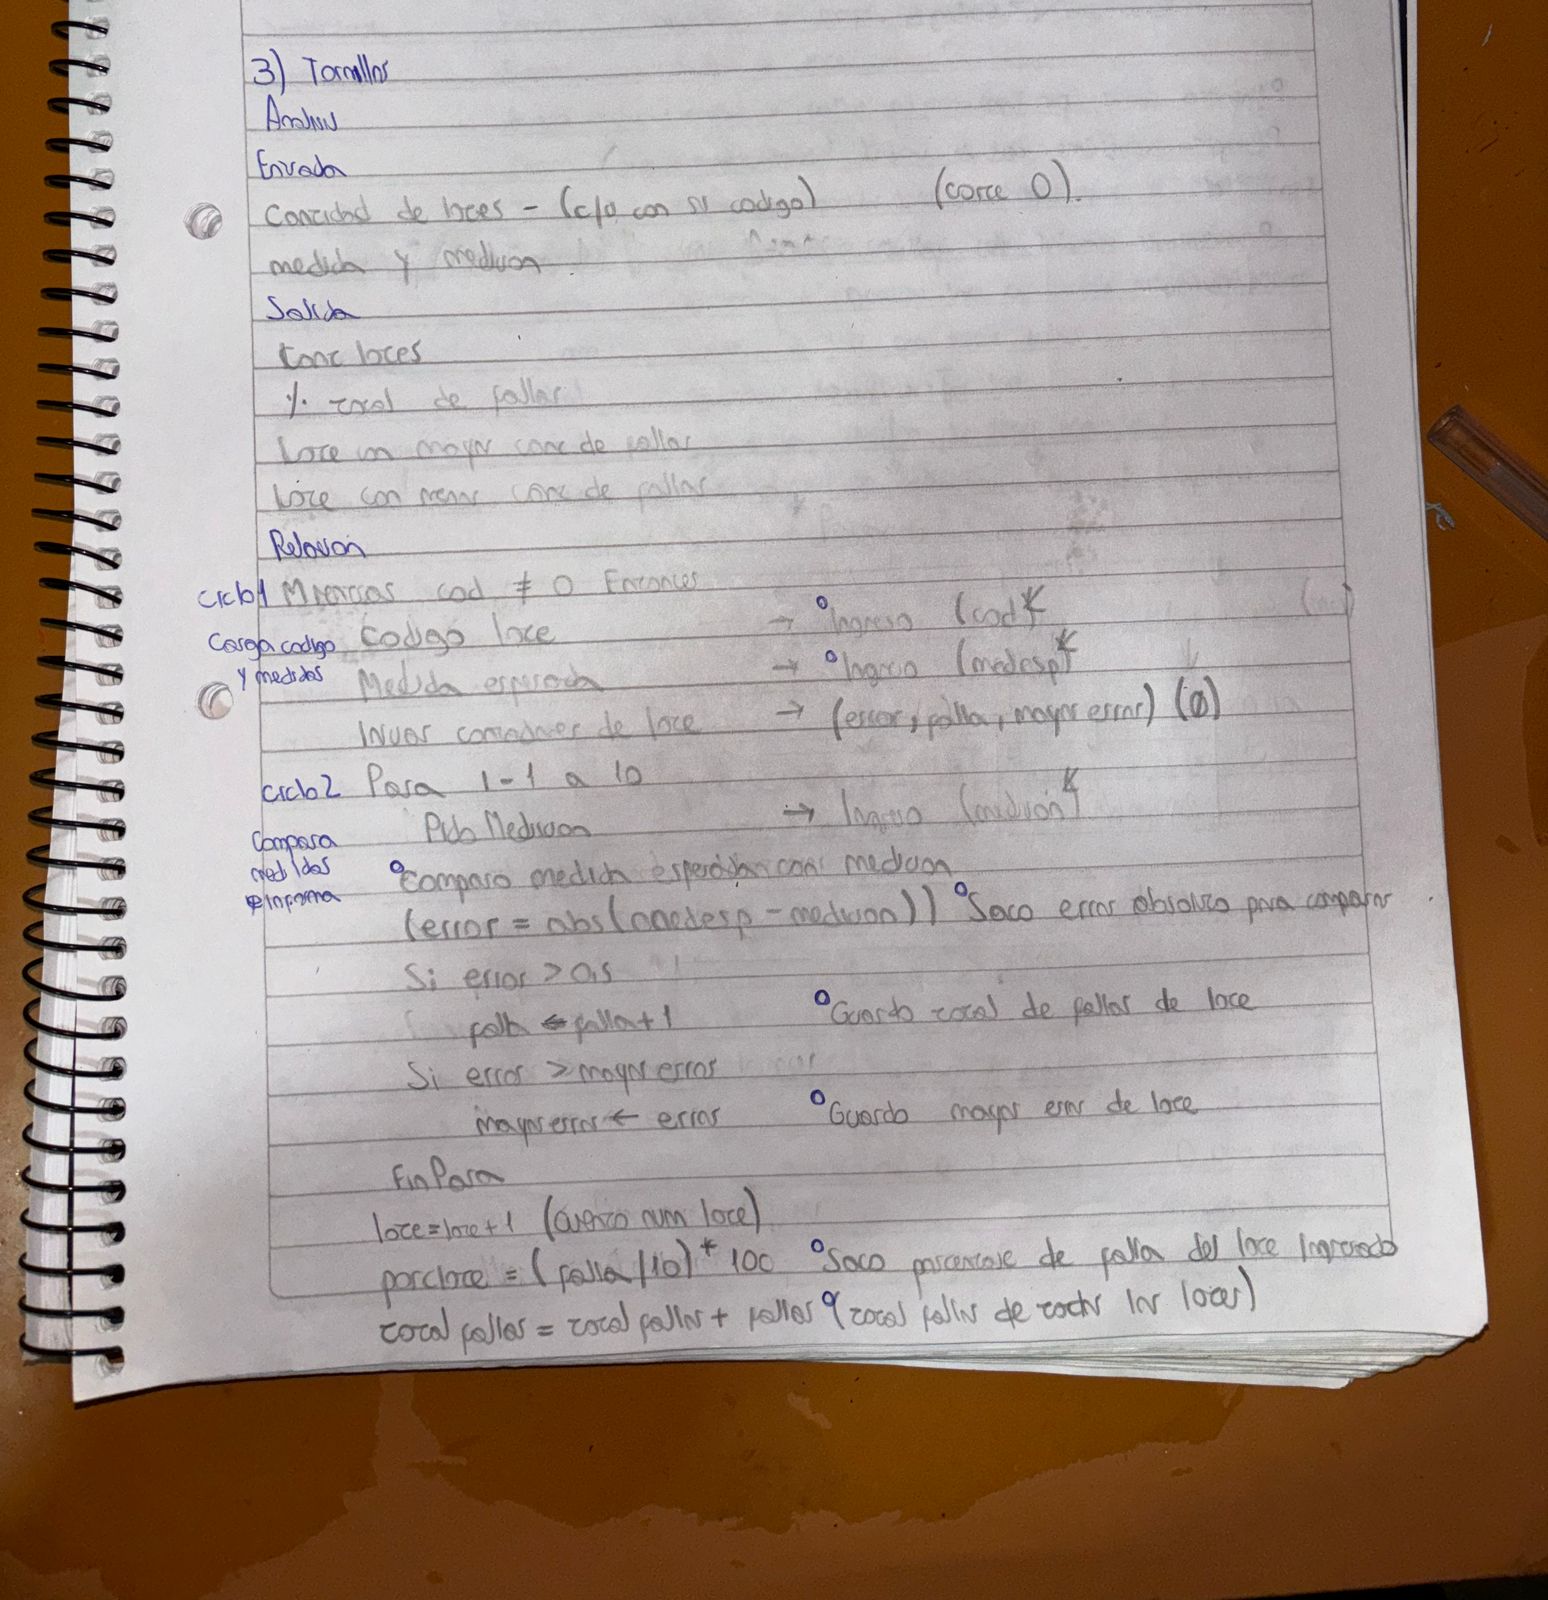 3) Tornillos
Analisis
Entrada
Cantidad de lotes - (c/u con su codigo) (corte 0).
medida y medicion
Salida
Cant lotes
% total de fallas
Lote con mayor cant de fallas
Lote con menor cant de fallas
Relacion
ciclo1 Mientras cod ≠ 0 Entonces
Carga codigo Codigo lote → Ingreso (cod)
y medidas Medida esperada → Ingreso (medesp)
Iniciar contadores de lote → (error, falla, mayor error) (0)
ciclo2 Para 1-1 a 10
Pido Medicion → Ingreso (medicion)
Compara
medidas Comparo medida esperada con medicion
e informa (error = abs(medesp - medicion)) Saco error absoluto para comparar
Si error > 0,5
falla ← falla+1 Guardo total de fallas de lote
Si error > mayor error
mayor error ← error Guardo mayor error de lote
Fin Para
lote = lote + 1 (cuento num lote)
porclote = (falla/10) * 100 Saco porcentaje de falla del lote ingresado
total fallas = total fallas + fallas (total fallas de todos los lotes)